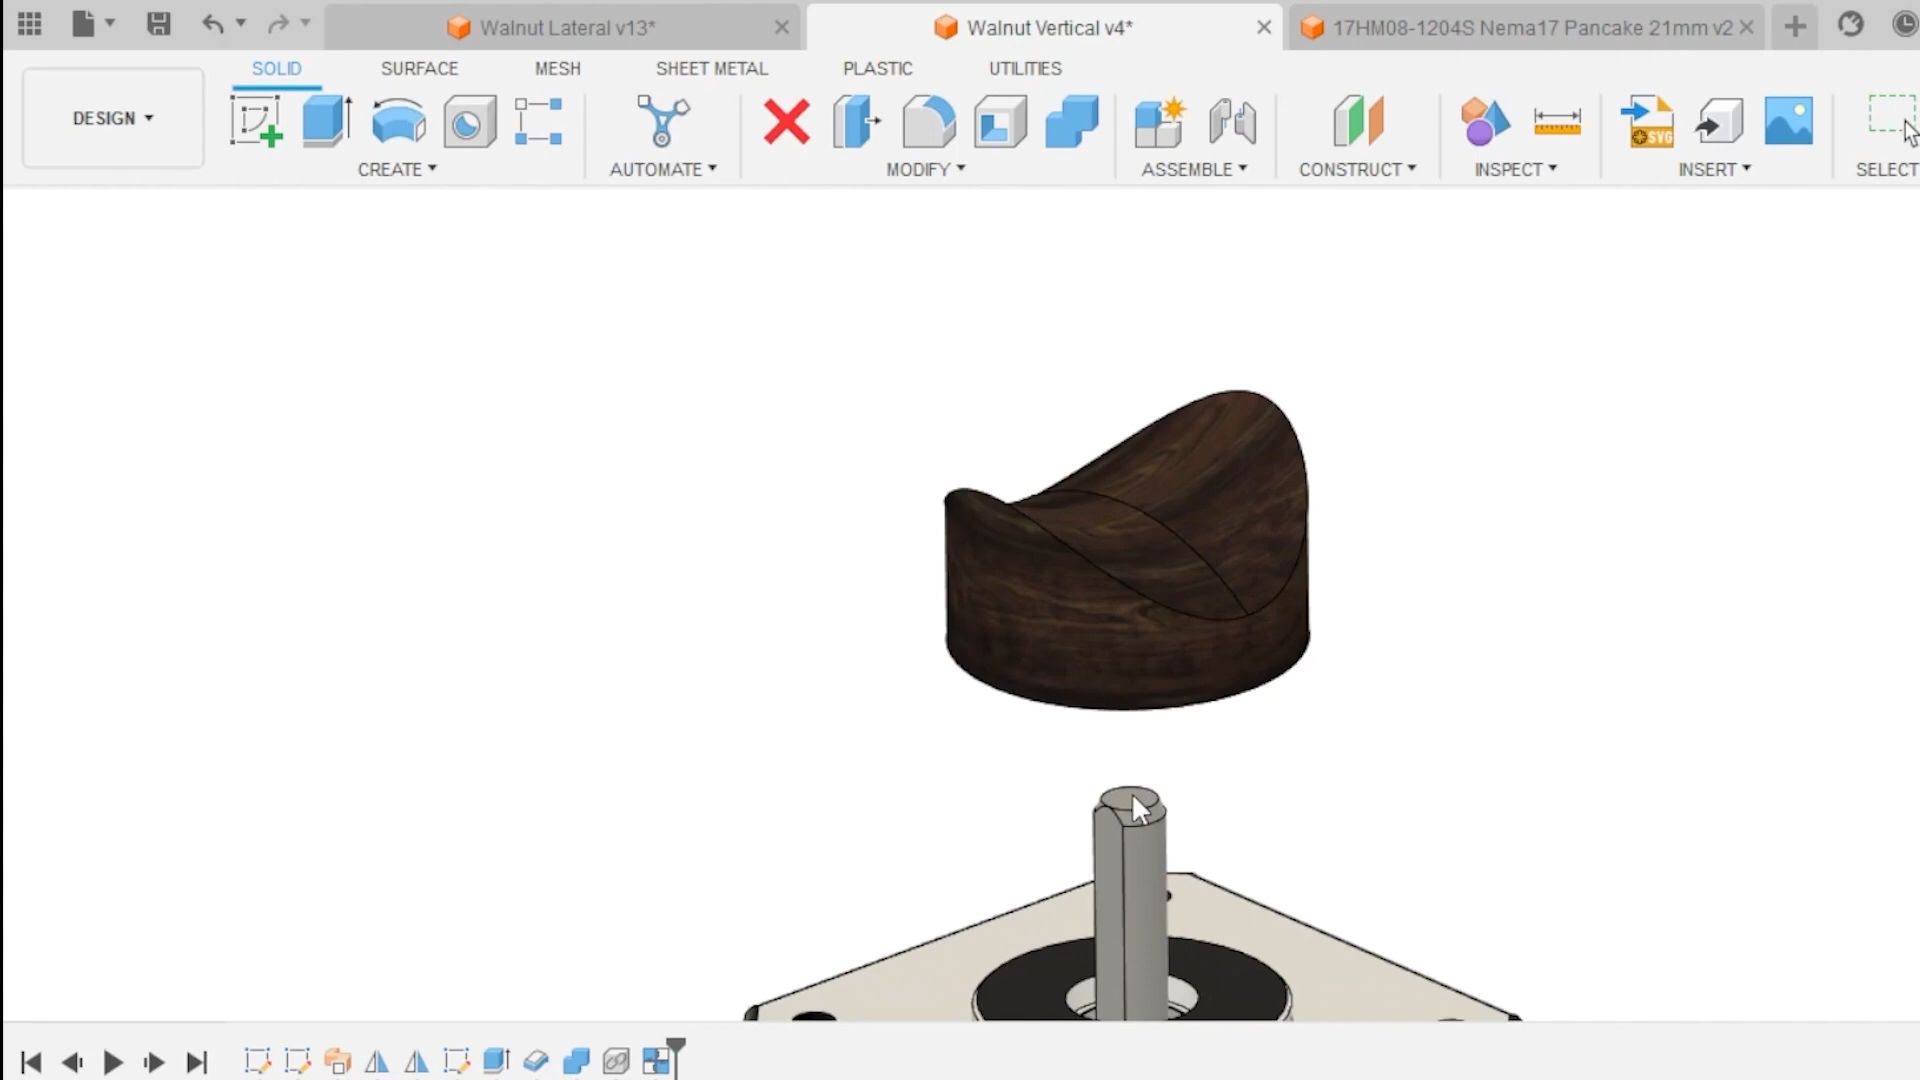 Walnut Lateral v13*
Walnut Vertical v4*
17HM08-1204S Nema17 Pancake 21mm v2
SOLID
SURFACE
MESH
SHEET METAL
PLASTIC
UTILITIES
DESIGN
CREATE
AUTOMATE
MODIFY
ASSEMBLE
CONSTRUCT
INSPECT
SVG
INSERT
SELECT